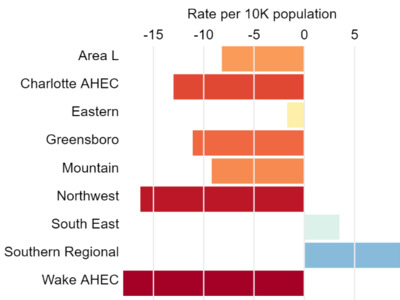 Rate per 10K population
-15 -10 -5 0 5
Area L
Charlotte AHEC
Eastern
Greensboro
Mountain
Northwest
South East
Southern Regional
Wake AHEC